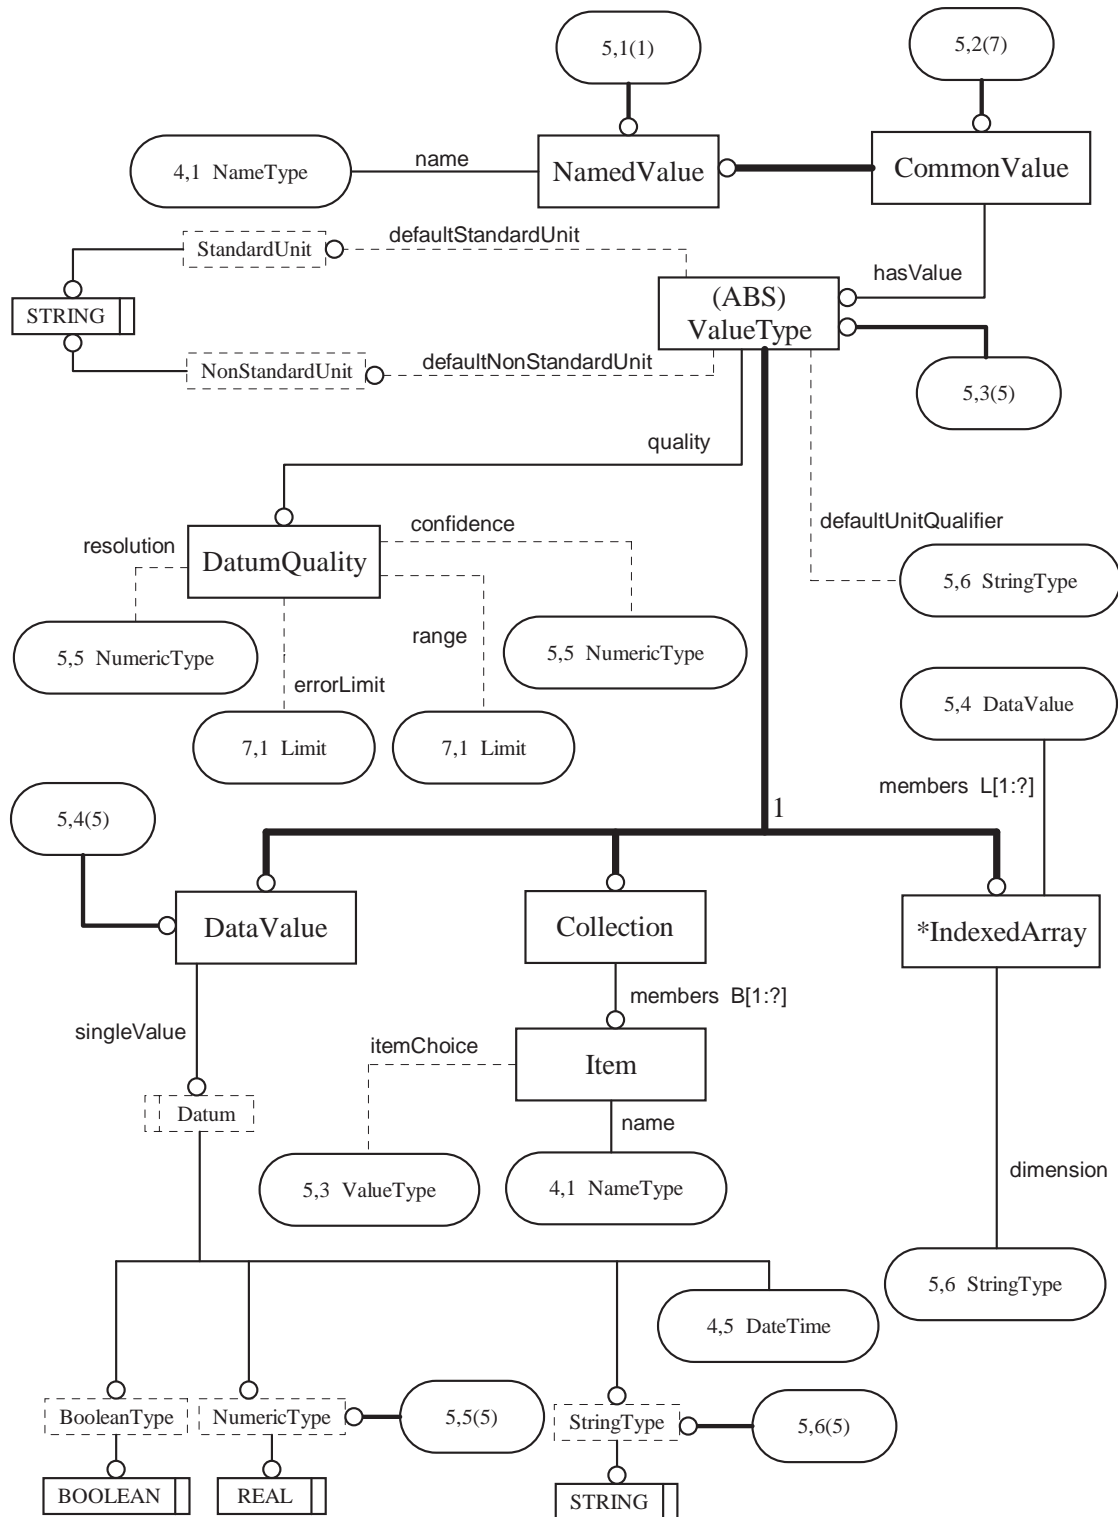 5,1(1)
5,2(7)
4,1 NameType
name
NamedValue
CommonValue
StandardUnit
defaultStandardUnit
hasValue
STRING
(ABS)
ValueType
NonStandardUnit
defaultNonStandardUnit
5,3(5)
quality
confidence
defaultUnitQualifier
resolution
DatumQuality
5,6 StringType
5,5 NumericType
range
5,5 NumericType
errorLimit
5,4 DataValue
7,1 Limit
7,1 Limit
members L[1:?]
5,4(5)
1
DataValue
Collection
*IndexedArray
members B[1:?]
singleValue
itemChoice
Item
Datum
name
5,3 ValueType
4,1 NameType
dimension
5,6 StringType
4,5 DateTime
BooleanType
NumericType
5,5(5)
StringType
5,6(5)
BOOLEAN
REAL
STRING